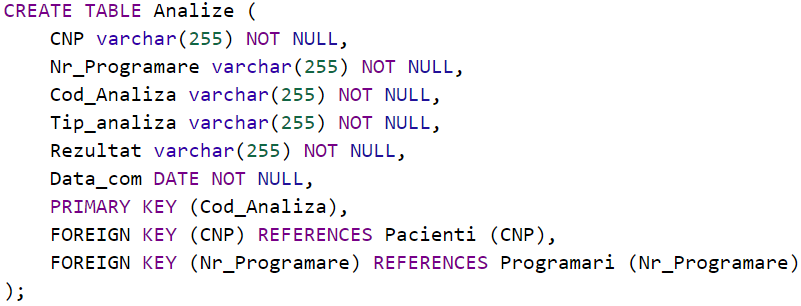 CREATE TABLE Analize (
    CNP varchar(255) NOT NULL,
    Nr_Programare varchar(255) NOT NULL,
    Cod_Analiza varchar(255) NOT NULL,
    Tip_analiza varchar(255) NOT NULL,
    Rezultat varchar(255) NOT NULL,
    Data_com DATE NOT NULL,
    PRIMARY KEY (Cod_Analiza),
    FOREIGN KEY (CNP) REFERENCES Pacienti (CNP),
    FOREIGN KEY (Nr_Programare) REFERENCES Programari (Nr_Programare)
);